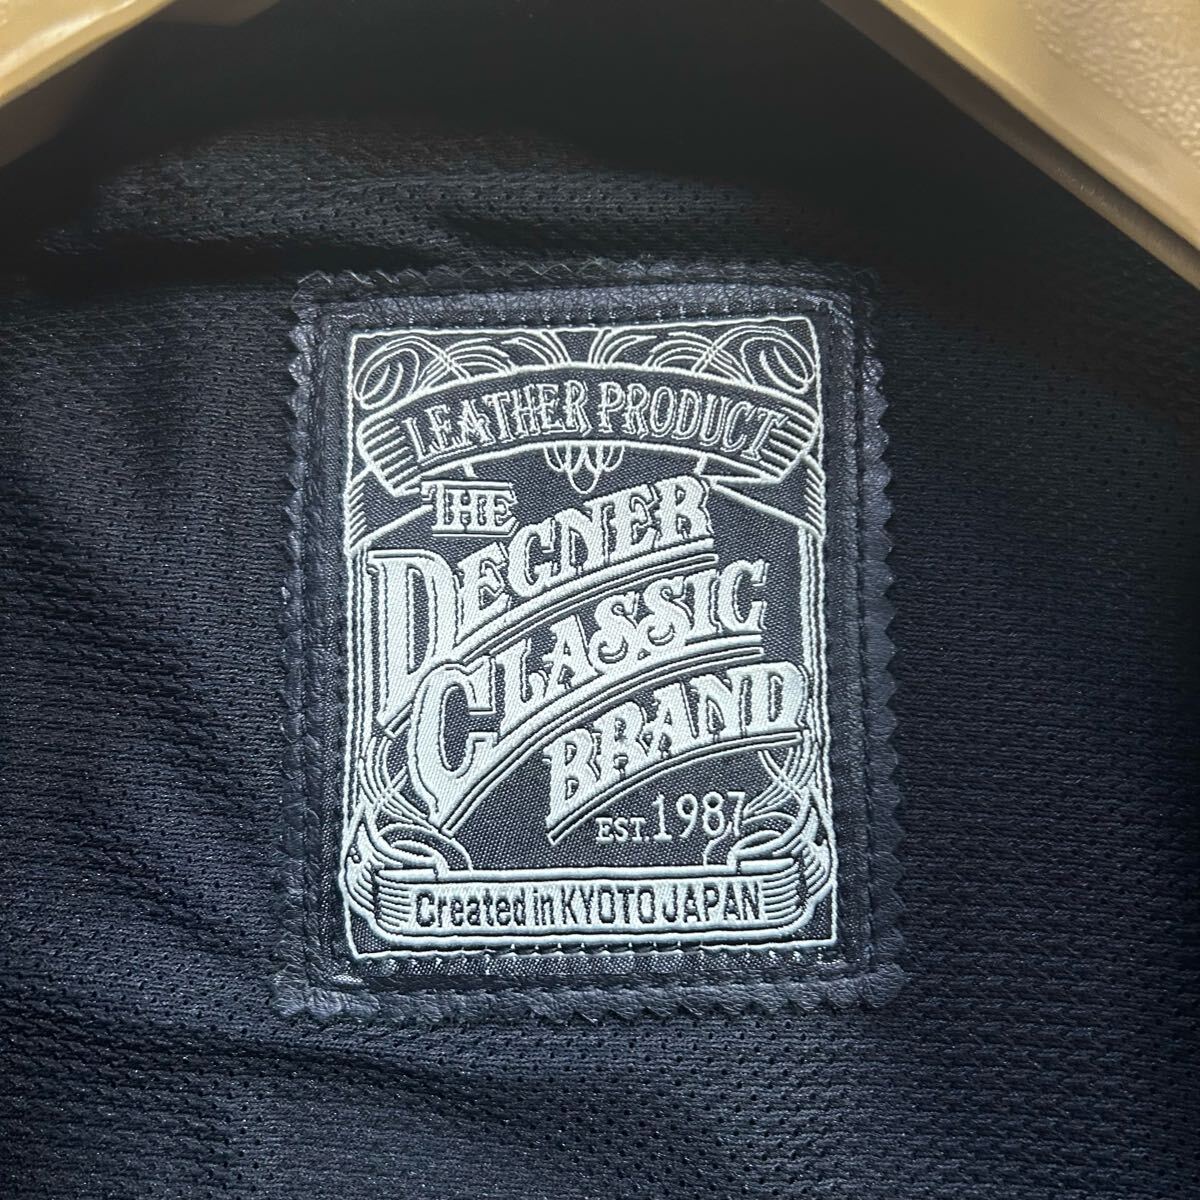 LEATHER PRODUCT
THE
DEGNER
CLASSIC
BRAND
EST. 1987
Created in KYOTO JAPAN